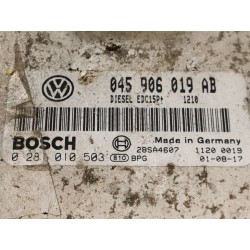 045 906 019 AB
DIESEL EDC15P+ 1210
BOSCH
Made in Germany
28SA4607 1120 0019
0 281 010 503 810 BPG 01-08-17